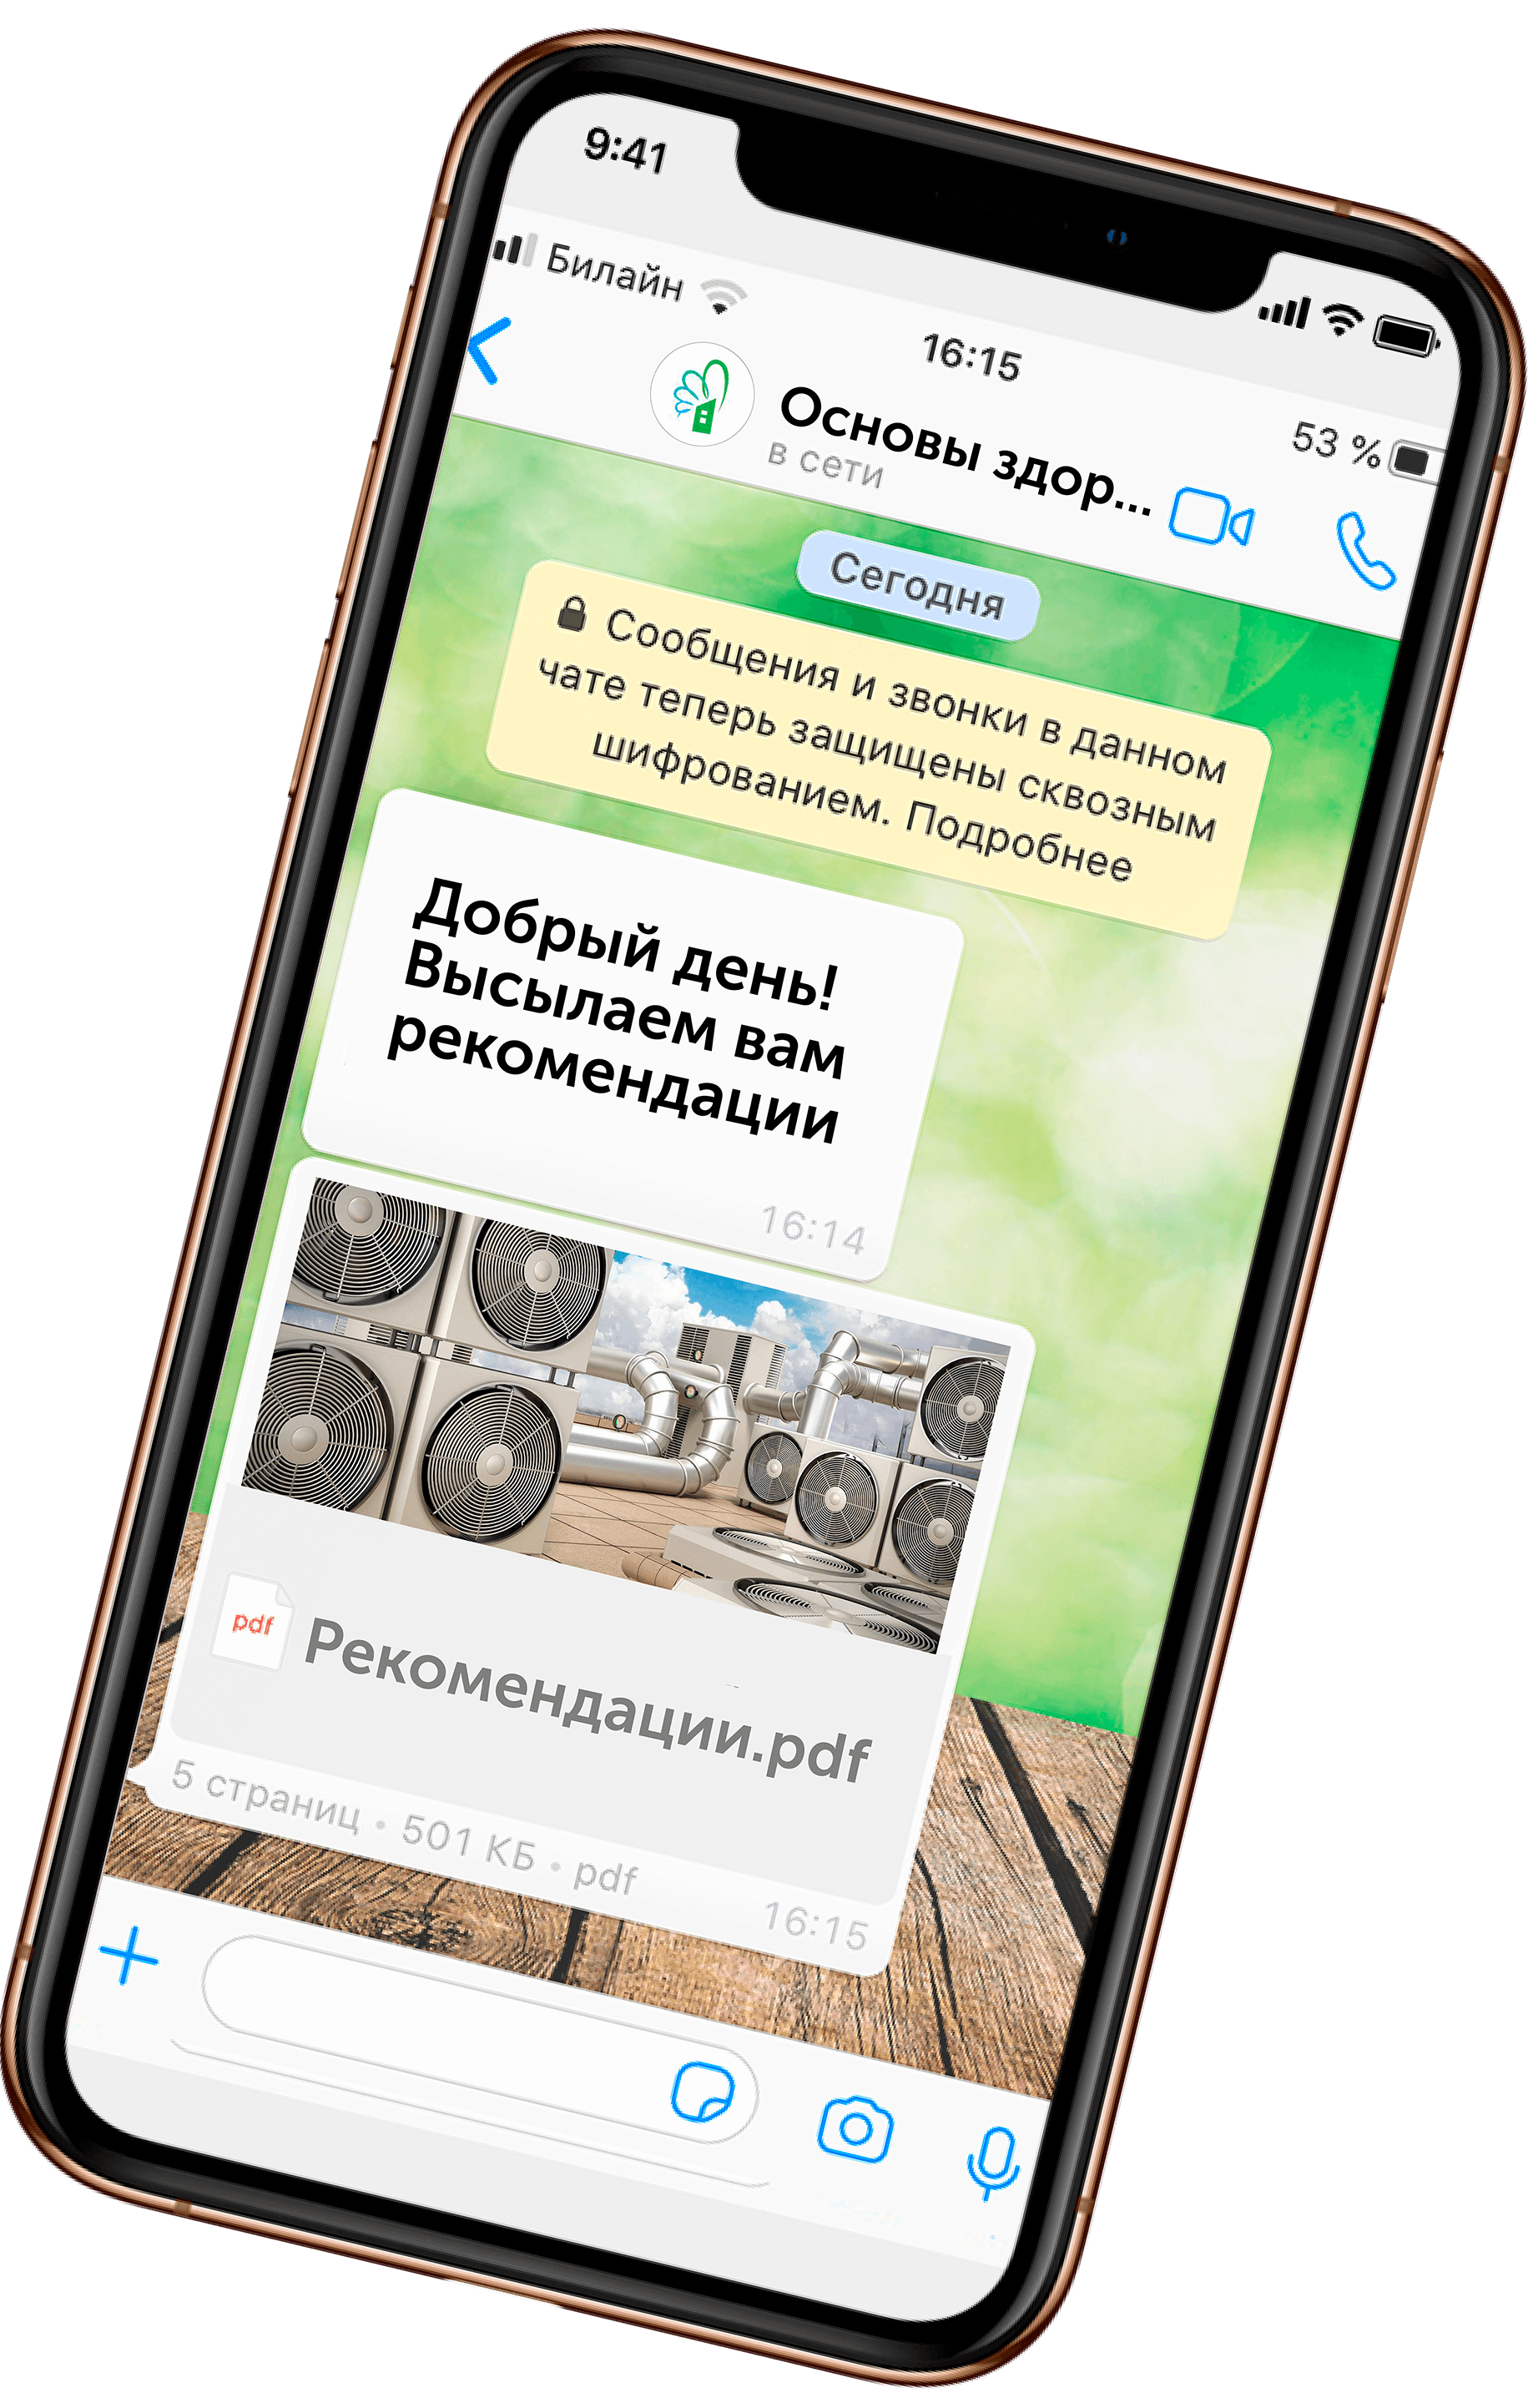 9:41
Билайн
16:15
53 %
Основы здор...
в сети
Сегодня
Сообщения и звонки в данном
чате теперь защищены сквозным
шифрованием. Подробнее
Добрый день!
Высылаем вам
рекомендации
16:14
pdf
Рекомендации.pdf
5 страниц • 501 КБ • pdf
16:15